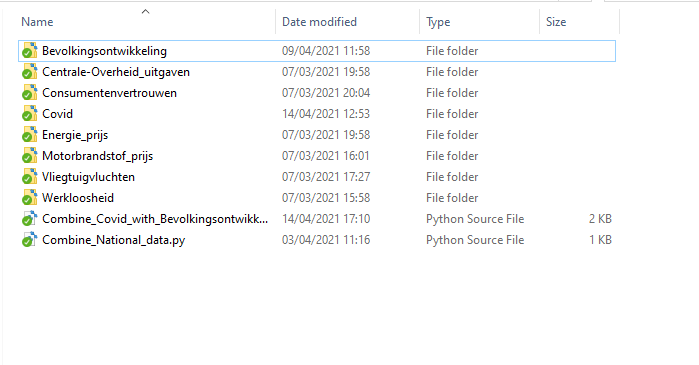 Name Date modified Type Size
Bevolkingsontwikkeling 09/04/2021 11:58 File folder
Centrale-Overheid_uitgaven 07/03/2021 19:58 File folder
Consumentenvertrouwen 07/03/2021 20:04 File folder
Covid 14/04/2021 12:53 File folder
Energie_prijs 07/03/2021 19:58 File folder
Motorbrandstof_prijs 07/03/2021 16:01 File folder
Vliegtuigvluchten 07/03/2021 17:27 File folder
Werkloosheid 07/03/2021 15:58 File folder
Combine_Covid_with_Bevolkingsontwikk... 14/04/2021 17:10 Python Source File 2 KB
Combine_National_data.py 03/04/2021 11:16 Python Source File 1 KB